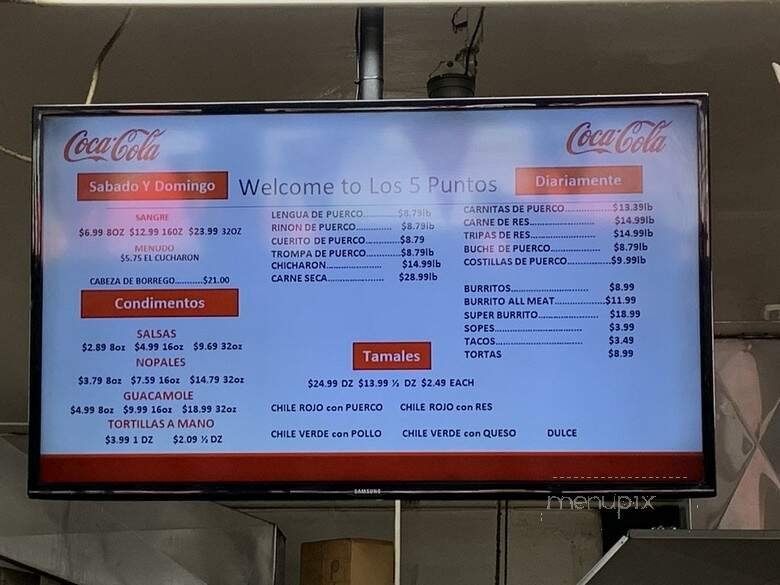 Coca-Cola
Coca-Cola
Welcome to Los 5 Puntos
Sabado Y Domingo
SANGRE
$6.99 8OZ $12.99 16OZ $23.99 32OZ
MENUDO
$5.75 EL CUCHARON
CABEZA DE BORREGO...........$21.00
Condimentos
SALSAS
$2.89 8oz $4.99 16oz $9.69 32oz
NOPALES
$3.79 8oz $7.59 16oz $14.79 32oz
GUACAMOLE
$4.99 8oz $9.99 16oz $18.99 32oz
TORTILLAS A MANO
$3.99 1 DZ $2.09 ½ DZ
LENGUA DE PUERCO............$8.79lb
RINON DE PUERCO............. $8.79lb
CUERITO DE PUERCO..........$8.79
TROMPA DE PUERCO..........$8.79lb
CHICHARON...................... $14.99lb
CARNE SECA..................... $28.99lb
Tamales
$24.99 DZ $13.99 ½ DZ $2.49 EACH
CHILE ROJO con PUERCO CHILE ROJO con RES
CHILE VERDE con POLLO CHILE VERDE con QUESO DULCE
Diariamente
CARNITAS DE PUERCO...............$13.39lb
CARNE DE RES......................... $14.99lb
TRIPAS DE RES......................... $14.99lb
BUCHE DE PUERCO.................. $8.79lb
COSTILLAS DE PUERCO.............$9.99lb
BURRITOS.............................. $8.99
BURRITO ALL MEAT...............$11.99
SUPER BURRITO..................... $18.99
SOPES.................................. $3.99
TACOS.................................. $3.49
TORTAS $8.99
SAMSUNG
menupix